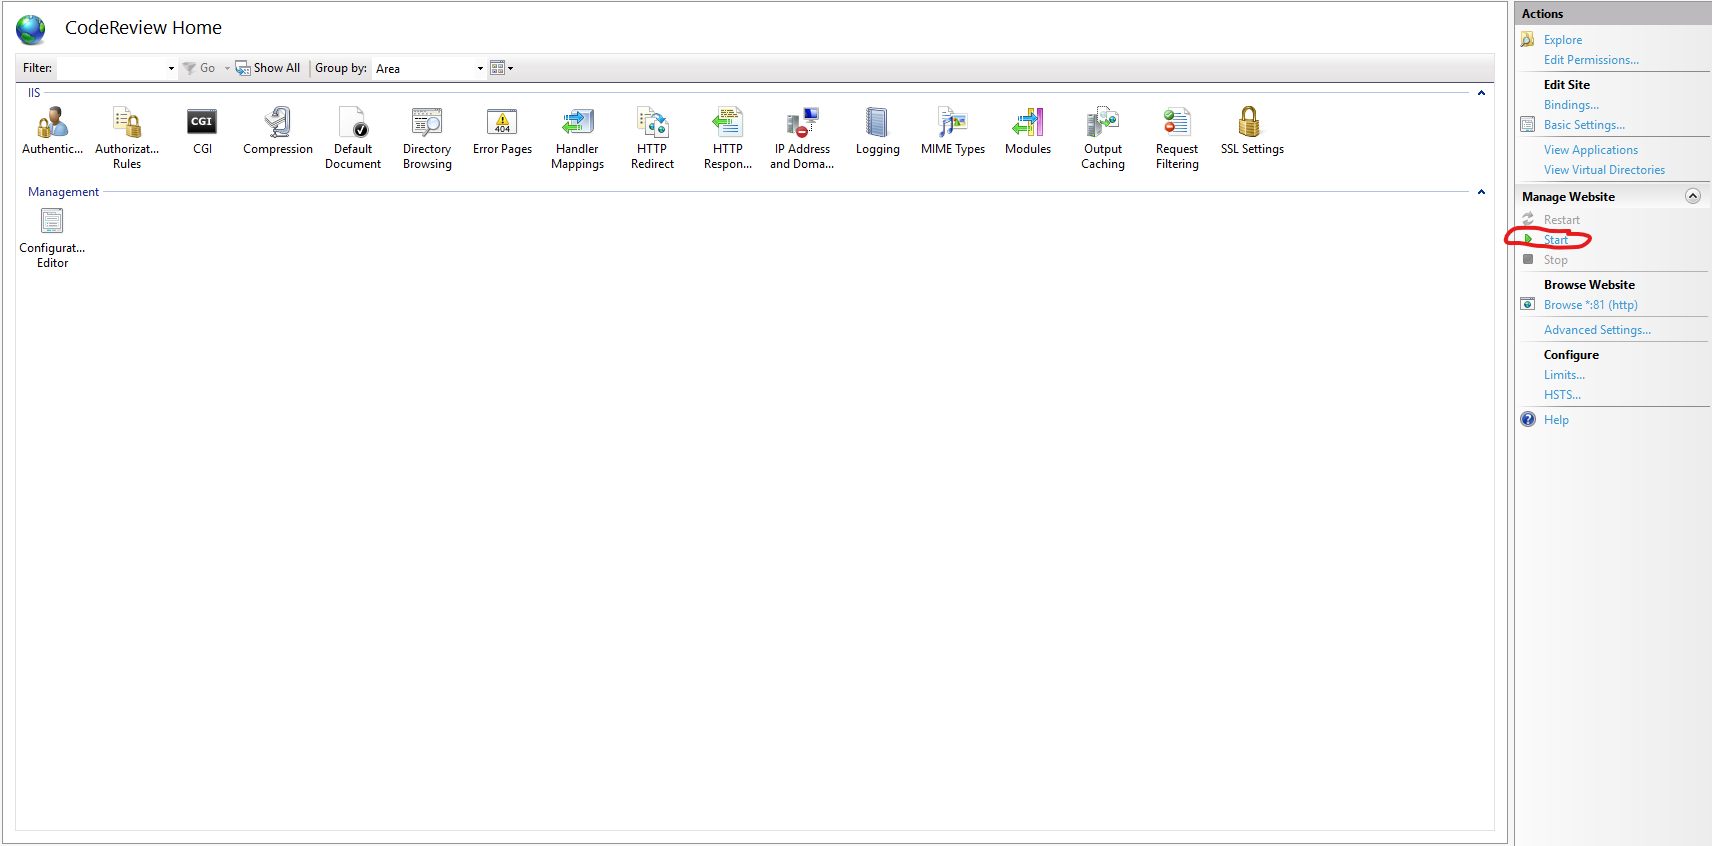 CodeReview Home
Filter:
Go
Show All
Group by:
Area
IIS
CGI
404
Authentic...
Authorizat...
Rules
CGI
Compression
Default
Document
Directory
Browsing
Error Pages
Handler
Mappings
HTTP
Redirect
HTTP
Respon...
IP Address
and Doma...
Logging
MIME Types
Modules
Output
Caching
Request
Filtering
SSL Settings
Management
Configurat...
Editor
Actions
Explore
Edit Permissions...
Edit Site
Bindings...
Basic Settings...
View Applications
View Virtual Directories
Manage Website
Restart
Start
Stop
Browse Website
Browse *:81 (http)
Advanced Settings...
Configure
Limits...
HSTS...
Help